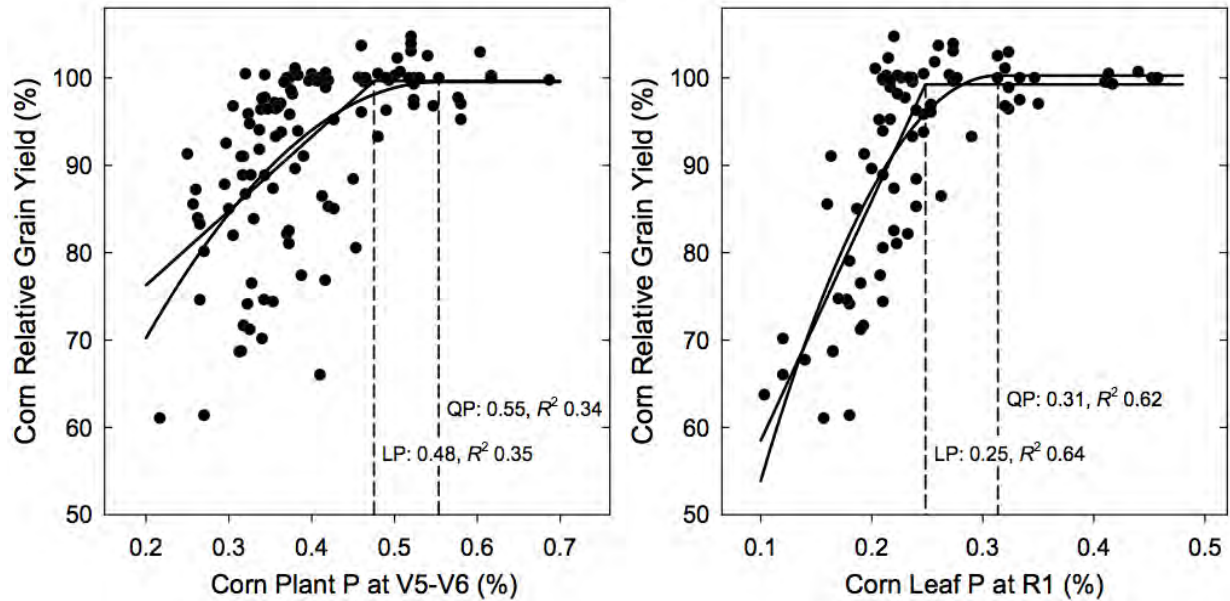 Corn Relative Grain Yield (%)
100
90
80
70
60
50
QP: 0.55, R² 0.34
LP: 0.48, R² 0.35
0.2 0.3 0.4 0.5 0.6 0.7
Corn Plant P at V5-V6 (%)
Corn Relative Grain Yield (%)
100
90
80
70
60
50
QP: 0.31, R² 0.62
LP: 0.25, R² 0.64
0.1 0.2 0.3 0.4 0.5
Corn Leaf P at R1 (%)